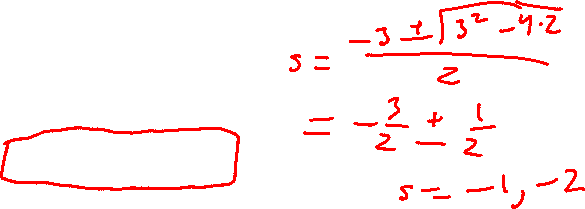 s = (-3 ± √(3² - 4·2)) / 2
= -3/2 ± 1/2
s = -1, -2